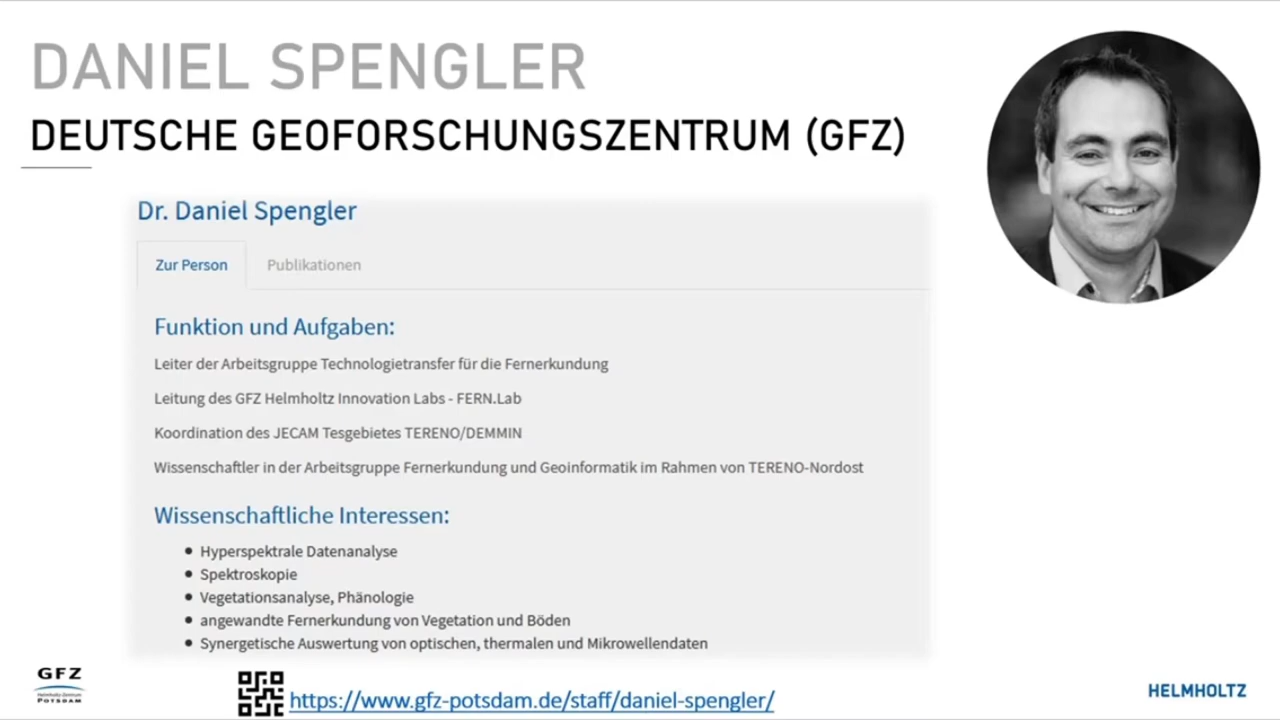 DANIEL SPENGLER
DEUTSCHE GEOFORSCHUNGSZENTRUM (GFZ)
Dr. Daniel Spengler
Zur Person Publikationen
Funktion und Aufgaben:
Leiter der Arbeitsgruppe Technologietransfer für die Fernerkundung
Leitung des GFZ Helmholtz Innovation Labs - FERN.Lab
Koordination des JECAM Tesgebietes TERENO/DEMMIN
Wissenschaftler in der Arbeitsgruppe Fernerkundung und Geoinformatik im Rahmen von TERENO-Nordost
Wissenschaftliche Interessen:
Hyperspektrale Datenanalyse
Spektroskopie
Vegetationsanalyse, Phänologie
angewandte Fernerkundung von Vegetation und Böden
Synergetische Auswertung von optischen, thermalen und Mikrowellendaten
GFZ
Helmholtz-Zentrum
POTSDAM
https://www.gfz-potsdam.de/staff/daniel-spengler/
HELMHOLTZ